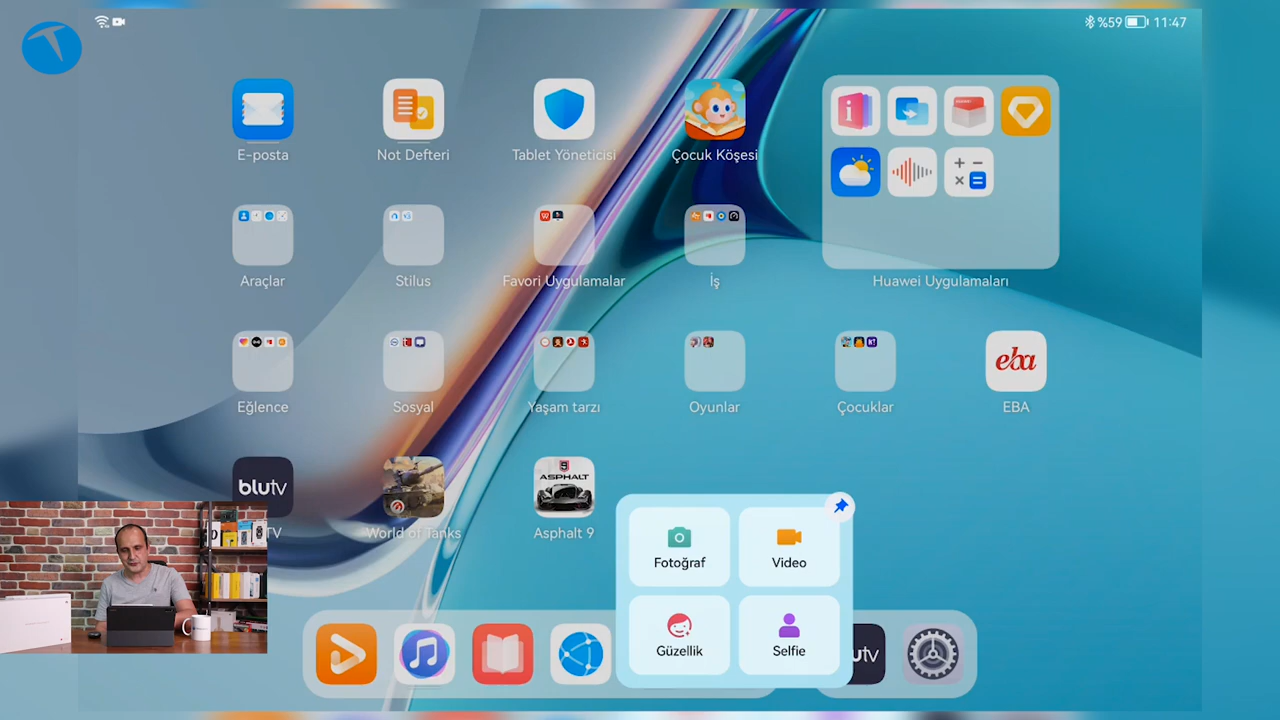 %59 11:47
E-posta
Not Defteri
Tablet Yöneticisi
Çocuk Köşesi
Araçlar
Stilus
Favori Uygulamalar
İş
Huawei Uygulamaları
Eğlence
Sosyal
Yaşam tarzı
Oyunlar
Çocuklar
eba
EBA
blutv
TV
World of Tanks
ASPHALT
Asphalt 9
Fotoğraf
Video
Güzellik
Selfie
utv